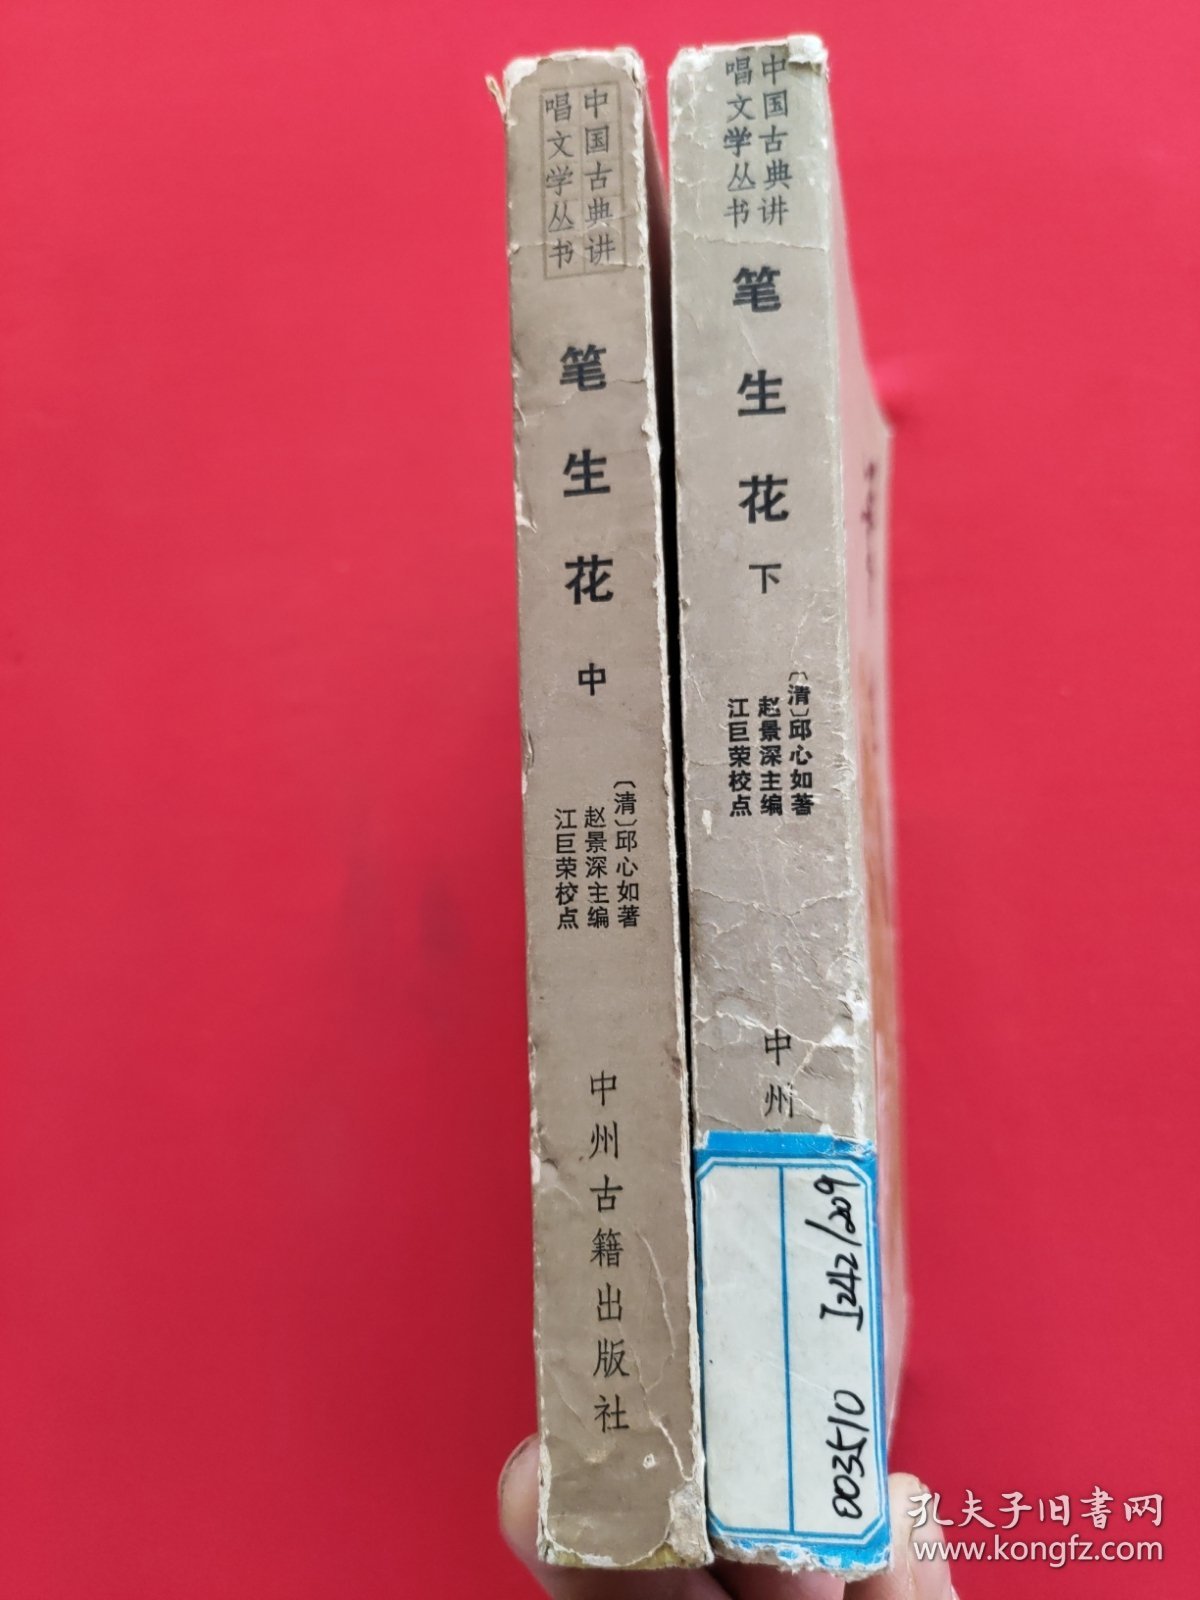 中国古典讲
唱文学丛书
笔生花
中
〔清〕邱心如著
赵景深主编
江巨荣校点
中州古籍出版社
中国古典讲
唱文学丛书
笔生花
下
〔清〕邱心如著
赵景深主编
江巨荣校点
中州
I242/209
003510
孔夫子旧书网
www.kongfz.com